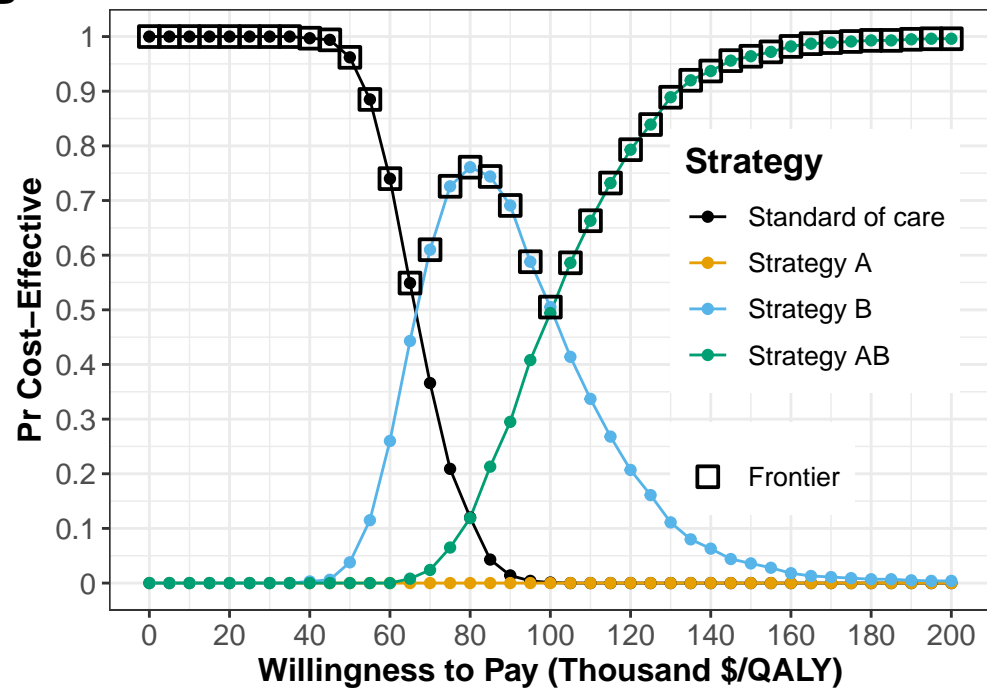 Pr Cost−Effective
1
0.9
0.8
0.7
0.6
0.5
0.4
0.3
0.2
0.1
0
Strategy
Standard of care
Strategy A
Strategy B
Strategy AB
Frontier
0 20 40 60 80 100 120 140 160 180 200
Willingness to Pay (Thousand $/QALY)